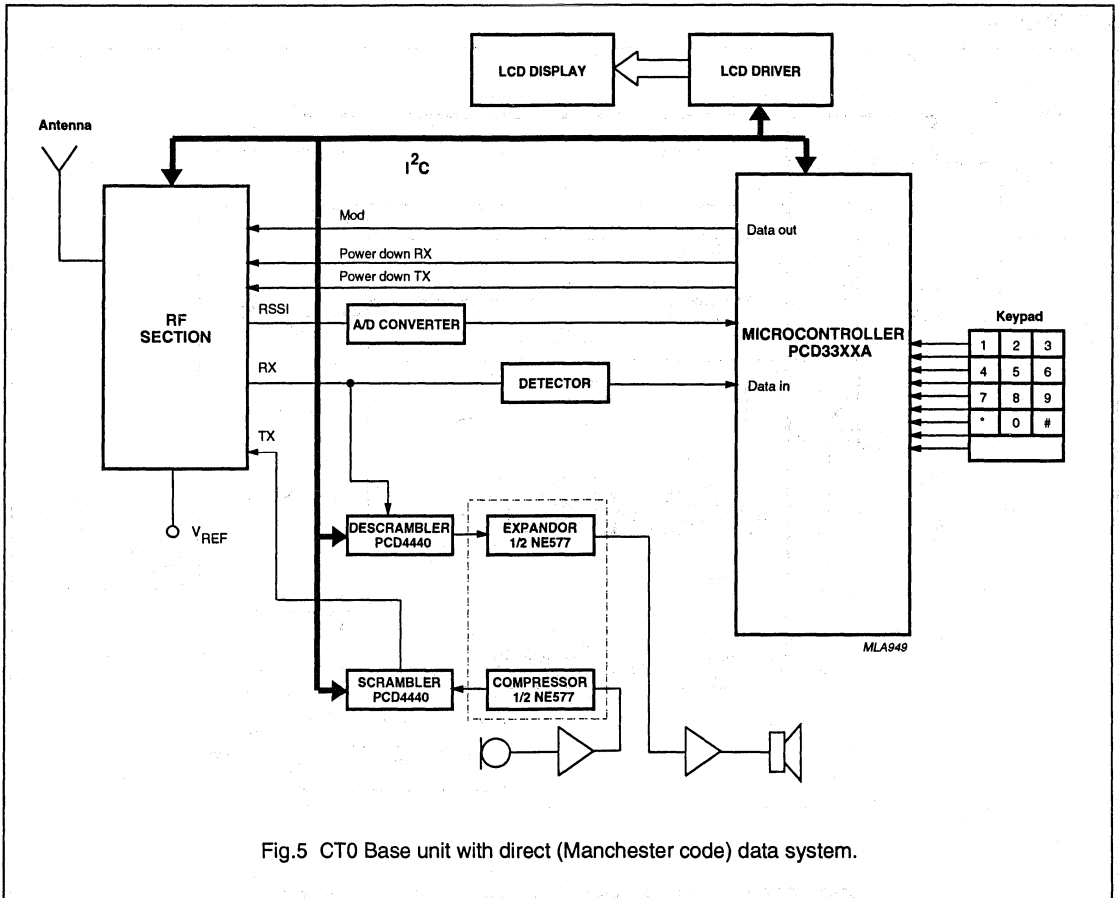 LCD DISPLAY
LCD DRIVER
Antenna
I2C
Mod
Data out
Power down RX
Power down TX
RSSI
A/D CONVERTER
RF
SECTION
MICROCONTROLLER
PCD33XXA
Keypad
1 2 3
4 5 6
7 8 9
* 0 #
RX
DETECTOR
Data in
TX
VREF
DESCRAMBLER
PCD4440
EXPANDOR
1/2 NE577
MLA949
SCRAMBLER
PCD4440
COMPRESSOR
1/2 NE577
Fig.5 CT0 Base unit with direct (Manchester code) data system.